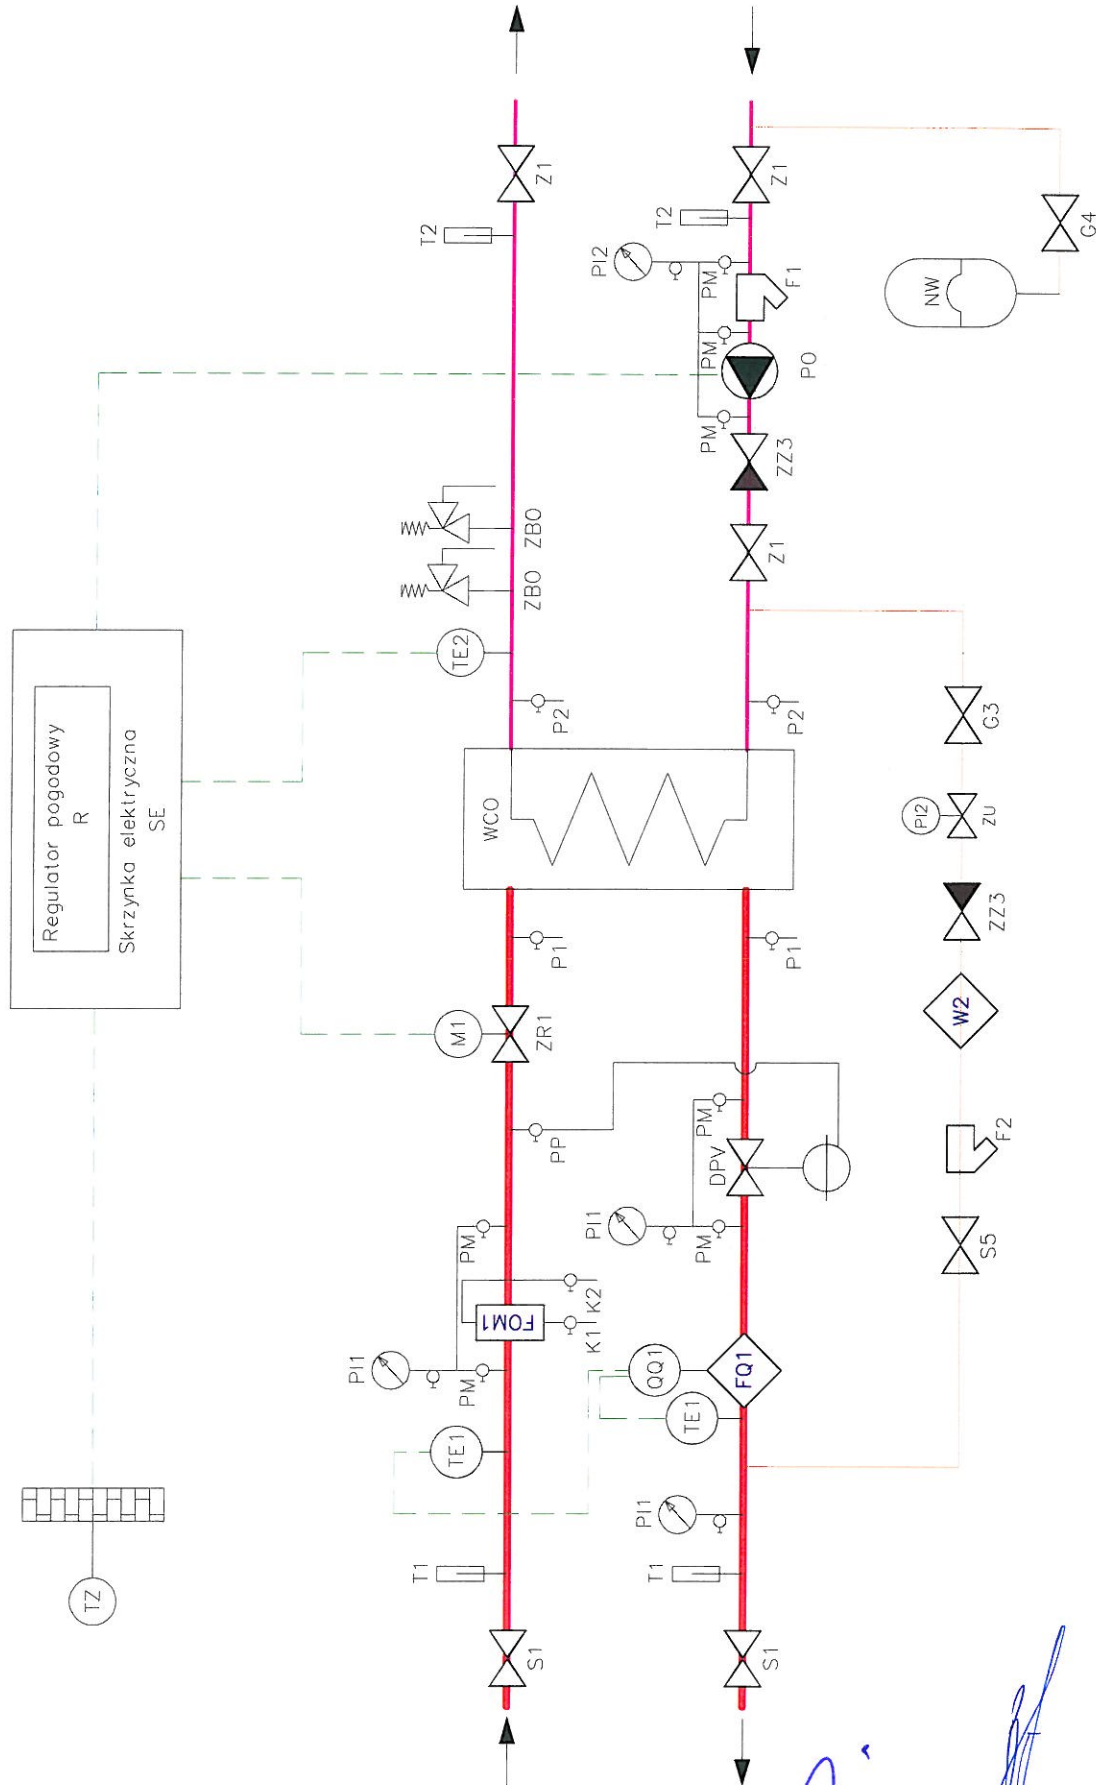 TZ
Regulator pogodowy
R
Skrzynka elektryczna
SE
S1
T1
TE1
PI1
PM
FOM1
K1
K2
PM
PP
M1
ZR1
P1
WCO
P2
TE2
ZBO
ZBO
T2
Z1
S1
T1
PI1
TE1
QQ1
FQ1
PI1
PM
DPV
PM
P1
P2
Z1
ZZ3
PM
PO
PM
PI2
PM
F1
T2
Z1
S5
F2
W2
ZZ3
PI2
ZU
G3
NW
G4